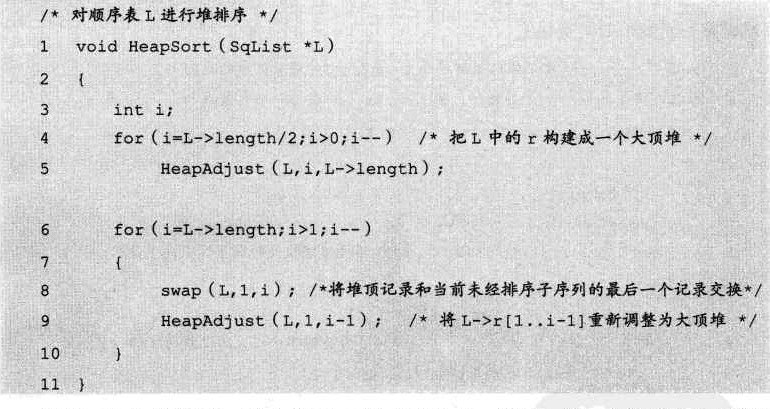 /* 对顺序表 L 进行堆排序 */
1 void HeapSort（SqList *L）
2 {
3 int i;
4 for（i=L->length/2;i>0;i--） /* 把 L 中的 r 构建成一个大顶堆 */
5 HeapAdjust（L,i,L->length）;
6 for（i=L->length;i>1;i--）
7 {
8 swap（L,1,i）; /*将堆顶记录和当前未经排序子序列的最后一个记录交换*/
9 HeapAdjust（L,1,i-1）; /* 将 L->r[1..i-1]重新调整为大顶堆 */
10 }
11 }